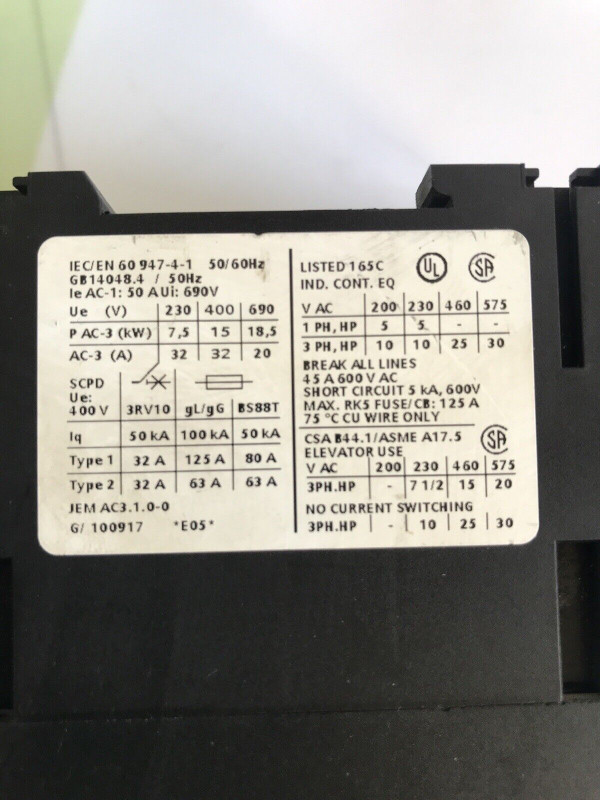 IEC/EN 60 947-4-1 50/60Hz
GB14048.4 / 50Hz
Ie AC-1: 50 A Ui: 690V
Ue (V) 230 400 690
P AC-3 (kW) 7,5 15 18,5
AC-3 (A) 32 32 20
SCPD
Ue:
400 V 3RV10 gL/gG BS88T
Iq 50 kA 100 kA 50 kA
Type 1 32 A 125 A 80 A
Type 2 32 A 63 A 63 A
JEM AC3.1.0-0
G/ 100917 *E05*
LISTED 165C UL SA
IND. CONT. EQ
V AC 200 230 460 575
1 PH, HP 5 5 - -
3 PH, HP 10 10 25 30
BREAK ALL LINES
45 A 600 V AC
SHORT CIRCUIT 5 kA, 600V
MAX. RK5 FUSE/CB: 125 A
75 °C CU WIRE ONLY
CSA B44.1/ASME A17.5 SA
ELEVATOR USE
V AC 200 230 460 575
3PH.HP - 7 1/2 15 20
NO CURRENT SWITCHING
3PH.HP - 10 25 30